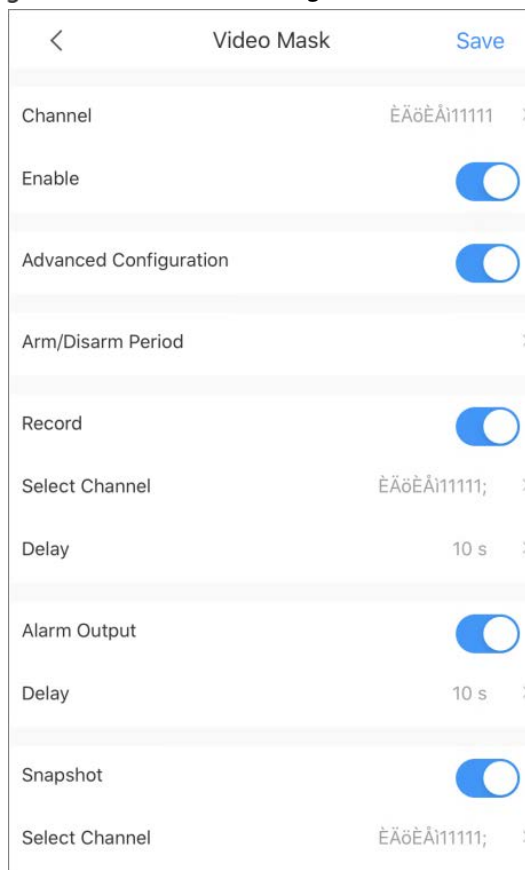 Video Mask Save
Channel ÈÄöÈÅì11111
Enable
Advanced Configuration
Arm/Disarm Period
Record
Select Channel ÈÄöÈÅì11111;
Delay 10 s
Alarm Output
Delay 10 s
Snapshot
Select Channel ÈÄöÈÅì11111;